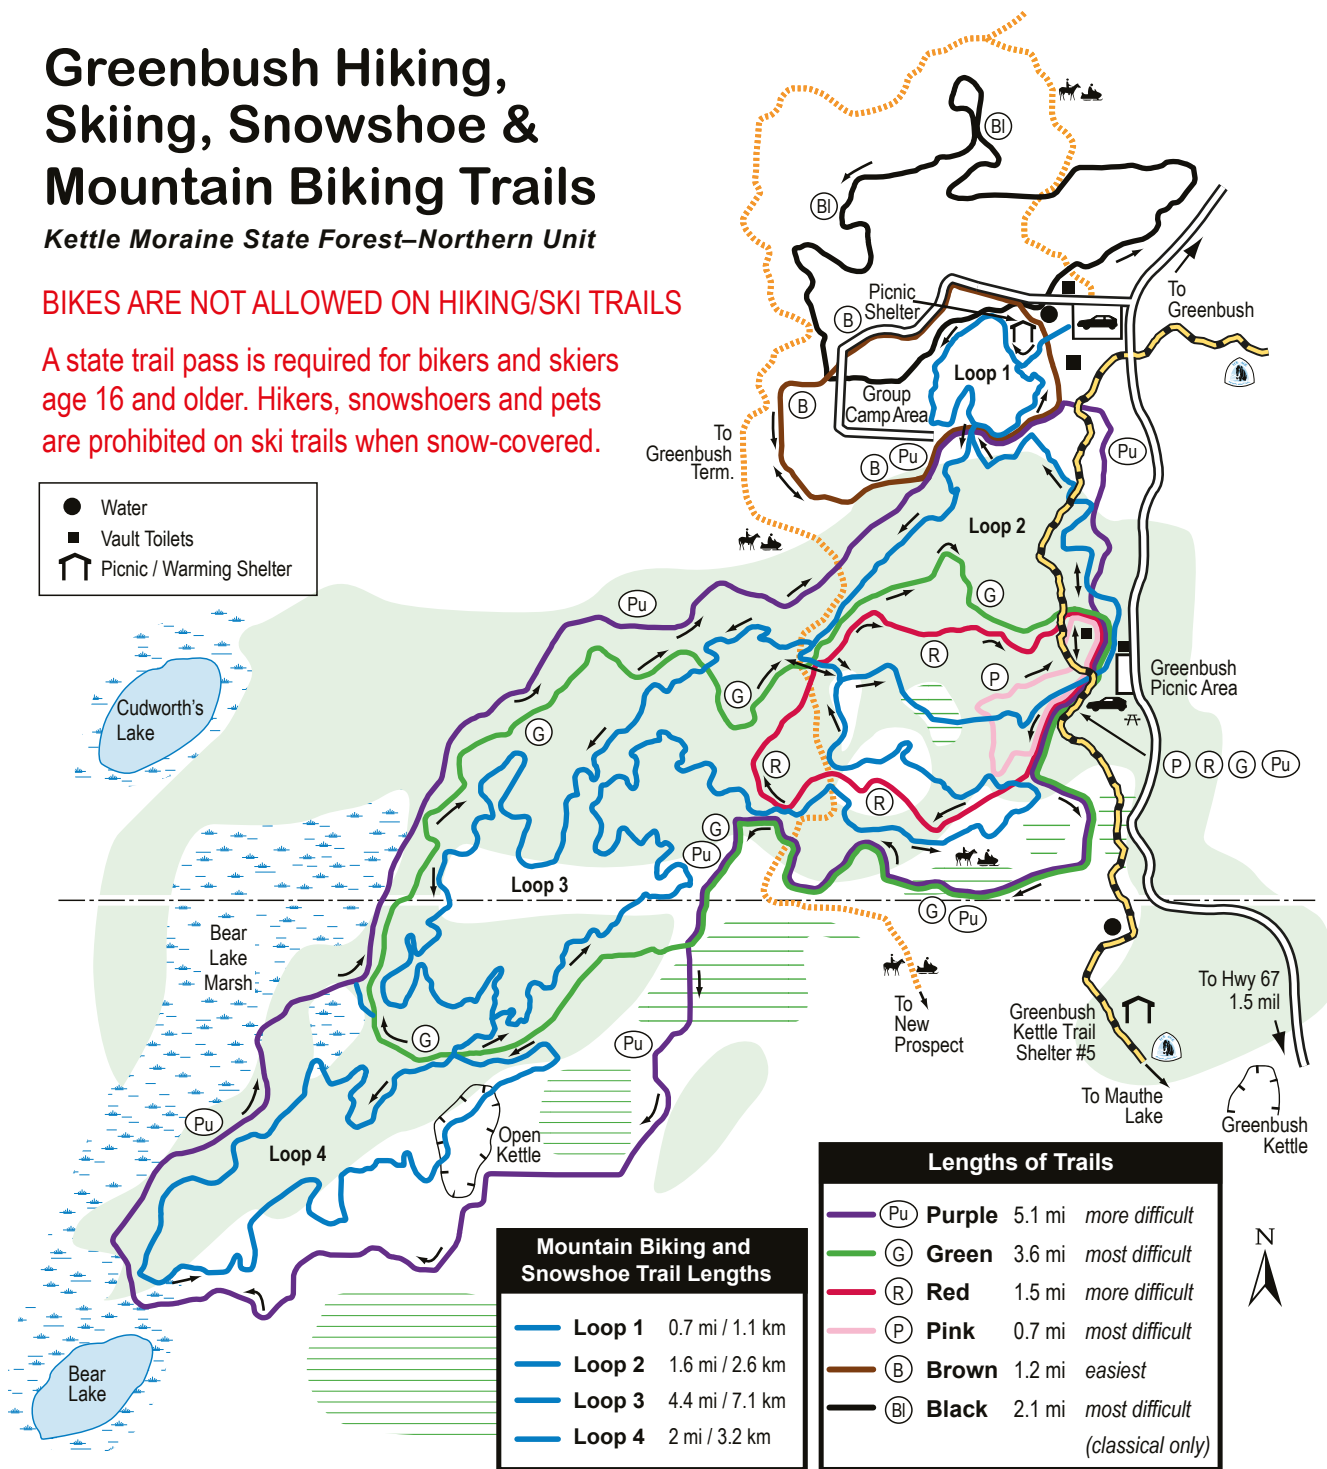 Greenbush Hiking,
Skiing, Snowshoe &
Mountain Biking Trails
Kettle Moraine State Forest–Northern Unit
BIKES ARE NOT ALLOWED ON HIKING/SKI TRAILS
A state trail pass is required for bikers and skiers
age 16 and older. Hikers, snowshoers and pets
are prohibited on ski trails when snow-covered.
Water
Vault Toilets
Picnic / Warming Shelter
Bl
Bl
Picnic
Shelter
B
To
Greenbush
Loop 1
Group
Camp Area
B
To
Greenbush
Term.
B
Pu
Pu
Loop 2
Pu
G
R
P
G
G
Greenbush
Picnic Area
Cudworth's
Lake
R
R
P
R
G
Pu
G
Pu
Loop 3
G
Pu
Bear
Lake
Marsh
To
New
Prospect
Greenbush
Kettle Trail
Shelter #5
To Hwy 67
1.5 mil
G
Pu
To Mauthe
Lake
Greenbush
Kettle
Pu
Open
Kettle
Loop 4
Bear
Lake
Mountain Biking and
Snowshoe Trail Lengths
Loop 1 0.7 mi / 1.1 km
Loop 2 1.6 mi / 2.6 km
Loop 3 4.4 mi / 7.1 km
Loop 4 2 mi / 3.2 km
Lengths of Trails
Pu Purple 5.1 mi more difficult
G Green 3.6 mi most difficult
R Red 1.5 mi more difficult
P Pink 0.7 mi most difficult
B Brown 1.2 mi easiest
Bl Black 2.1 mi most difficult
(classical only)
N